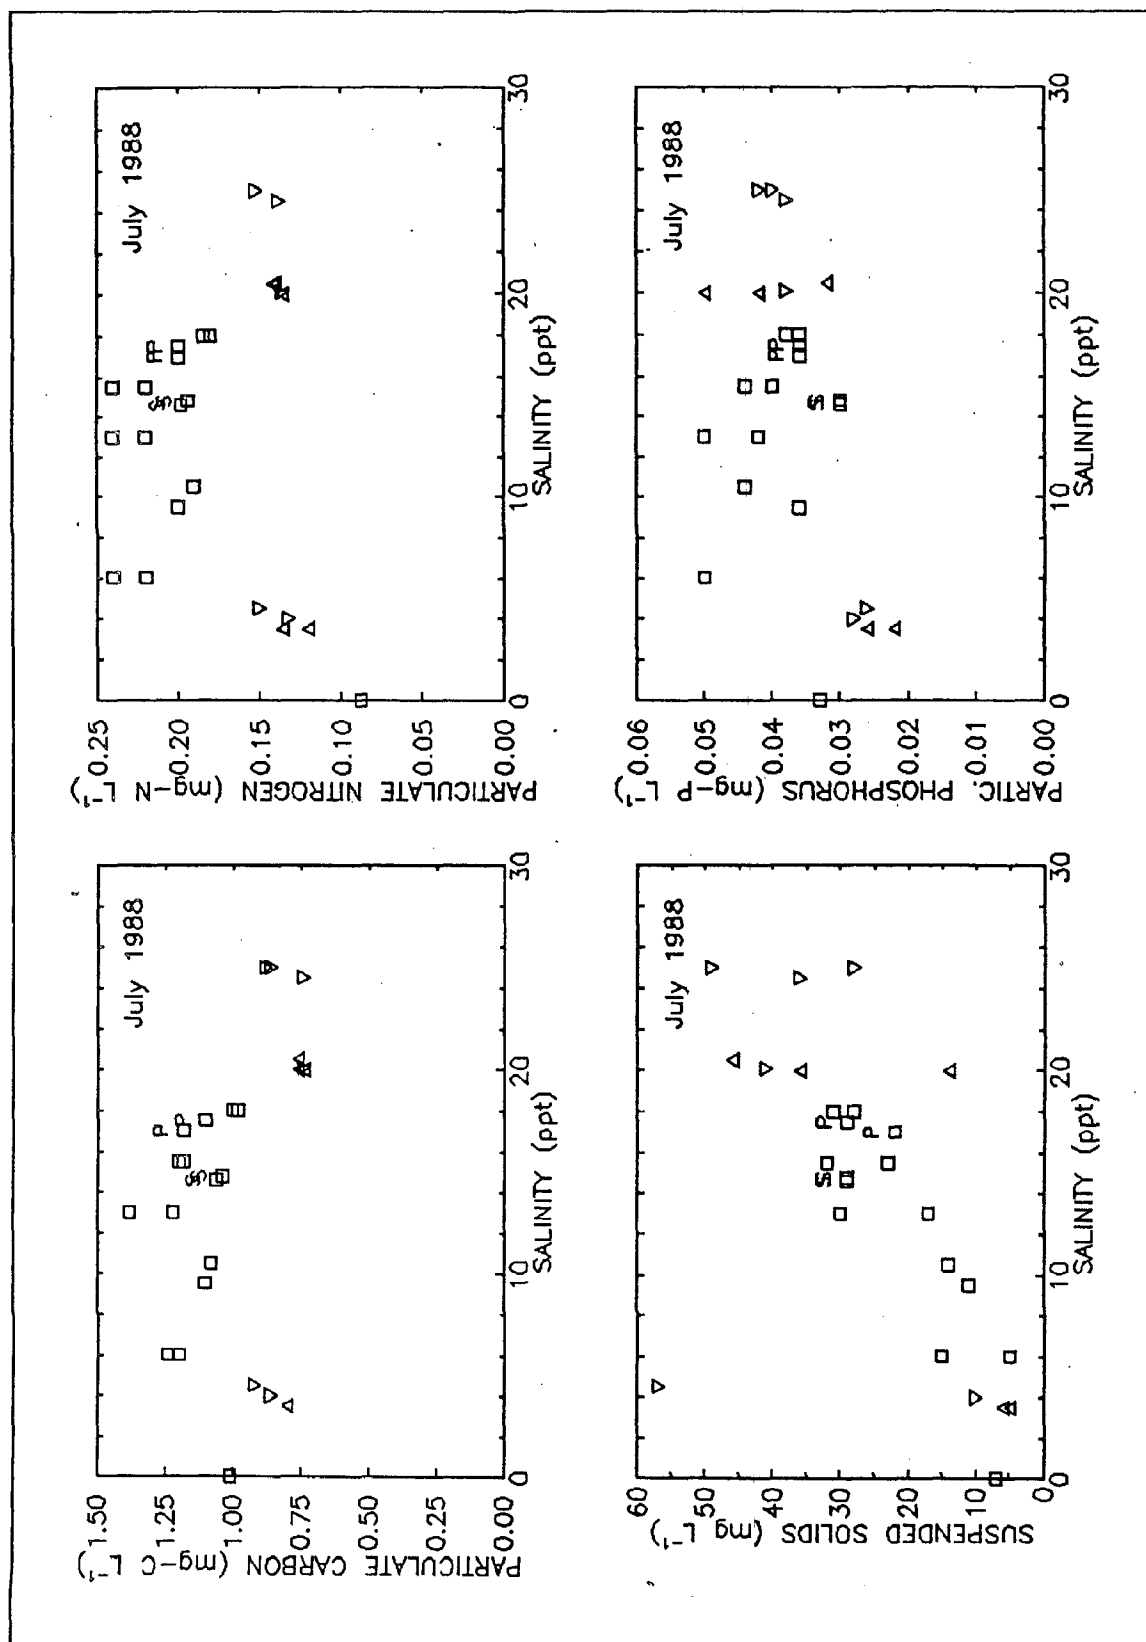 PARTICULATE CARBON (mg-C L⁻¹)
1.50
1.00
0.75
0.50
0.25
0.00
July 1988
P
P
S
S
0
10
20
30
SALINITY (ppt)
PARTICULATE NITROGEN (mg-N L⁻¹)
0.25
0.20
0.15
0.10
0.05
0.00
July 1988
P
P
S
S
0
10
20
30
SALINITY (ppt)
SUSPENDED SOLIDS (mg L⁻¹)
60
50
40
30
20
10
0
July 1988
P
P
S
S
0
10
20
30
SALINITY (ppt)
PARTIC. PHOSPHORUS (mg-P L⁻¹)
0.06
0.05
0.04
0.03
0.02
0.01
0.00
July 1988
P
P
S
S
0
10
20
30
SALINITY (ppt)